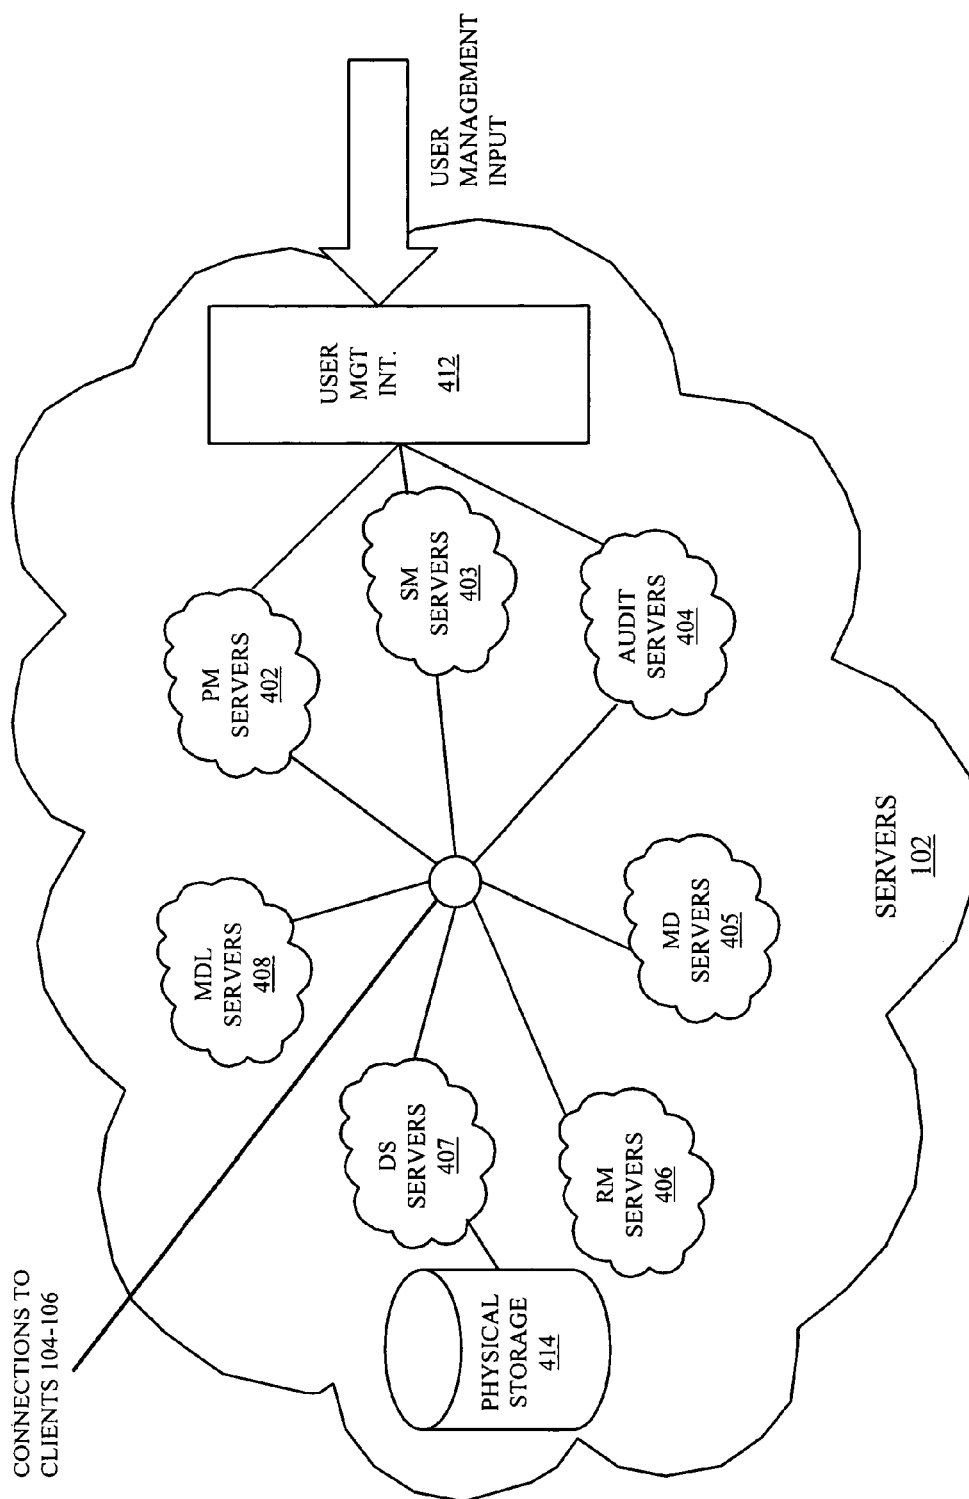 CONNECTIONS TO
CLIENTS 104-106
PHYSICAL
STORAGE
414
DS
SERVERS
407
MDL
SERVERS
408
PM
SERVERS
402
SM
SERVERS
403
AUDIT
SERVERS
404
MD
SERVERS
405
RM
SERVERS
406
USER
MGT
INT.
412
USER
MANAGEMENT
INPUT
SERVERS
102